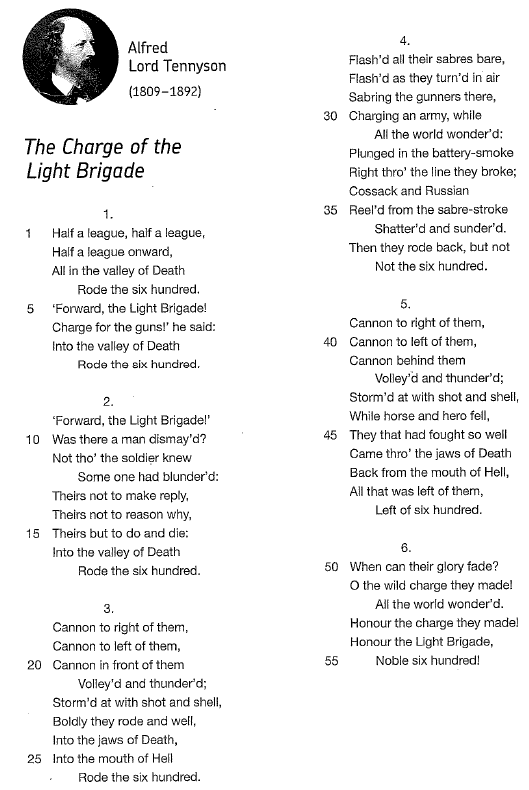 Alfred
Lord Tennyson
(1809–1892)
The Charge of the
Light Brigade
1.
1 Half a league, half a league,
Half a league onward,
All in the valley of Death
Rode the six hundred.
5 ‘Forward, the Light Brigade!
Charge for the guns!’ he said:
Into the valley of Death
Rode the six hundred.
2.
‘Forward, the Light Brigade!’
10 Was there a man dismay’d?
Not tho’ the soldier knew
Some one had blunder’d:
Theirs not to make reply,
Theirs not to reason why,
15 Theirs but to do and die:
Into the valley of Death
Rode the six hundred.
3.
Cannon to right of them,
Cannon to left of them,
20 Cannon in front of them
Volley’d and thunder’d;
Storm’d at with shot and shell,
Boldly they rode and well,
Into the jaws of Death,
25 Into the mouth of Hell
Rode the six hundred.
4.
Flash’d all their sabres bare,
Flash’d as they turn’d in air
Sabring the gunners there,
30 Charging an army, while
All the world wonder’d:
Plunged in the battery-smoke
Right thro’ the line they broke;
Cossack and Russian
35 Reel’d from the sabre-stroke
Shatter’d and sunder’d.
Then they rode back, but not
Not the six hundred.
5.
Cannon to right of them,
40 Cannon to left of them,
Cannon behind them
Volley’d and thunder’d;
Storm’d at with shot and shell,
While horse and hero fell,
45 They that had fought so well
Came thro’ the jaws of Death
Back from the mouth of Hell,
All that was left of them,
Left of six hundred.
6.
50 When can their glory fade?
O the wild charge they made!
All the world wonder’d.
Honour the charge they made!
Honour the Light Brigade,
55 Noble six hundred!